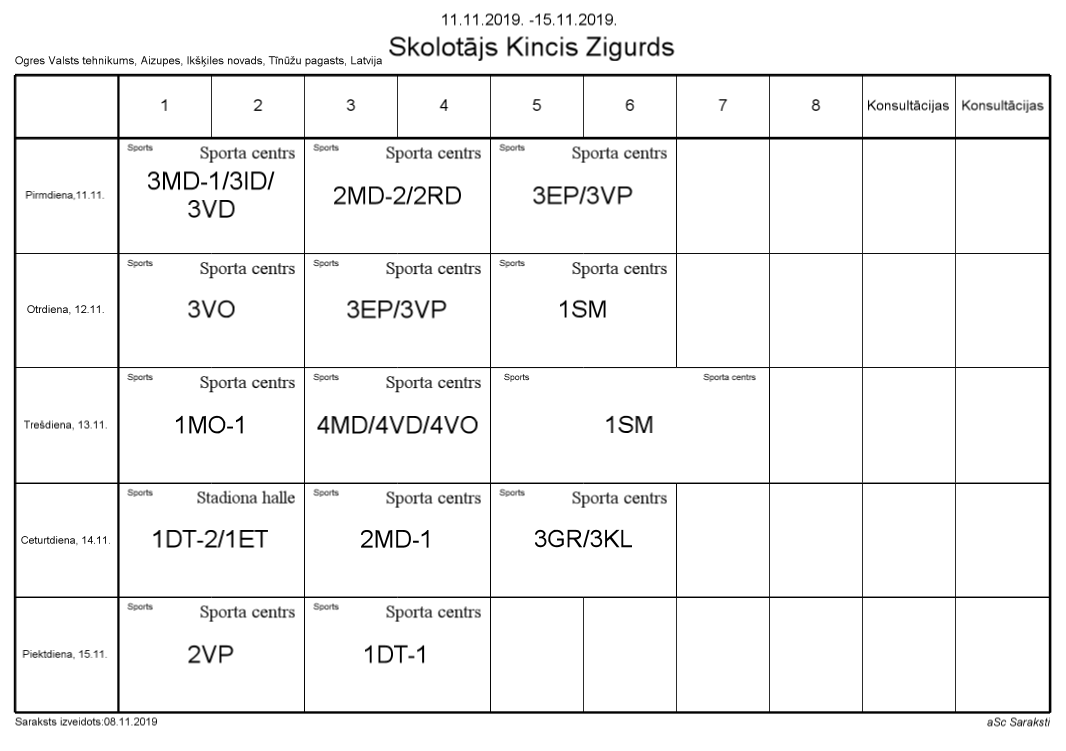 11.11.2019. -15.11.2019.
Skolotājs Kincis Zigurds
Ogres Valsts tehnikums, Aizupes, Ikšķiles novads, Tīnūžu pagasts, Latvija
1 2 3 4 5 6 7 8 Konsultācijas Konsultācijas
Pirmdiena,11.11.
Sports Sporta centrs
3MD-1/3ID/
3VD
Sports Sporta centrs
2MD-2/2RD
Sports Sporta centrs
3EP/3VP
Otrdiena, 12.11.
Sports Sporta centrs
3VO
Sports Sporta centrs
3EP/3VP
Sports Sporta centrs
1SM
Trešdiena, 13.11.
Sports Sporta centrs
1MO-1
Sports Sporta centrs
4MD/4VD/4VO
Sports Sporta centrs
1SM
Ceturtdiena, 14.11.
Sports Stadiona halle
1DT-2/1ET
Sports Sporta centrs
2MD-1
Sports Sporta centrs
3GR/3KL
Piektdiena, 15.11.
Sports Sporta centrs
2VP
Sports Sporta centrs
1DT-1
Saraksts izveidots:08.11.2019
aSc Saraksti